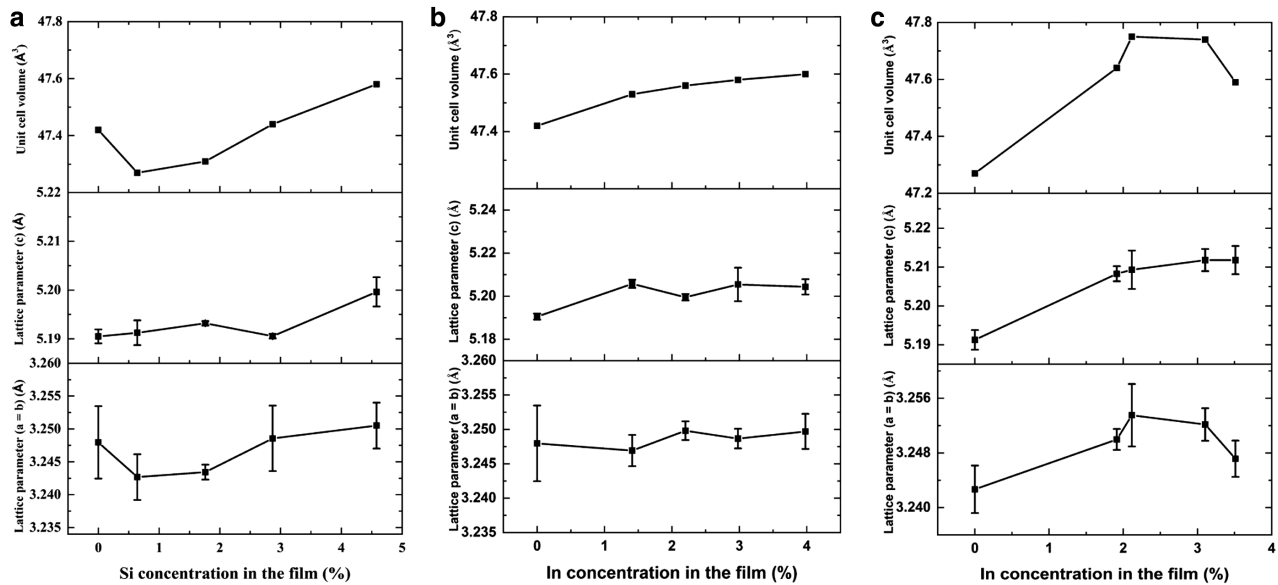 a
Unit cell volume (Å³)
47.8
47.6
47.4
5.22
Lattice parameter (c) (Å)
5.21
5.20
5.19
3.260
Lattice parameter (a = b) (Å)
3.255
3.250
3.245
3.240
3.235
0 1 2 3 4 5
Si concentration in the film (%)
b
Unit cell volume (Å³)
47.8
47.6
47.4
Lattice parameter (c) (Å)
5.24
5.22
5.20
5.18
3.260
Lattice parameter (a = b) (Å)
3.255
3.250
3.245
3.240
3.235
0 1 2 3 4
In concentration in the film (%)
c
Unit cell volume (Å³)
47.8
47.6
47.4
47.2
Lattice parameter (c) (Å)
5.22
5.21
5.20
5.19
Lattice parameter (a = b) (Å)
3.256
3.248
3.240
0 1 2 3 4
In concentration in the film (%)